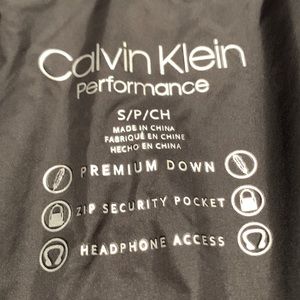 Calvin Klein
Performance
S/P/CH
MADE IN CHINA
FABRIQUÉ EN CHINE
HECHO EN CHINA
PREMIUM DOWN
ZIP SECURITY POCKET
HEADPHONE ACCESS